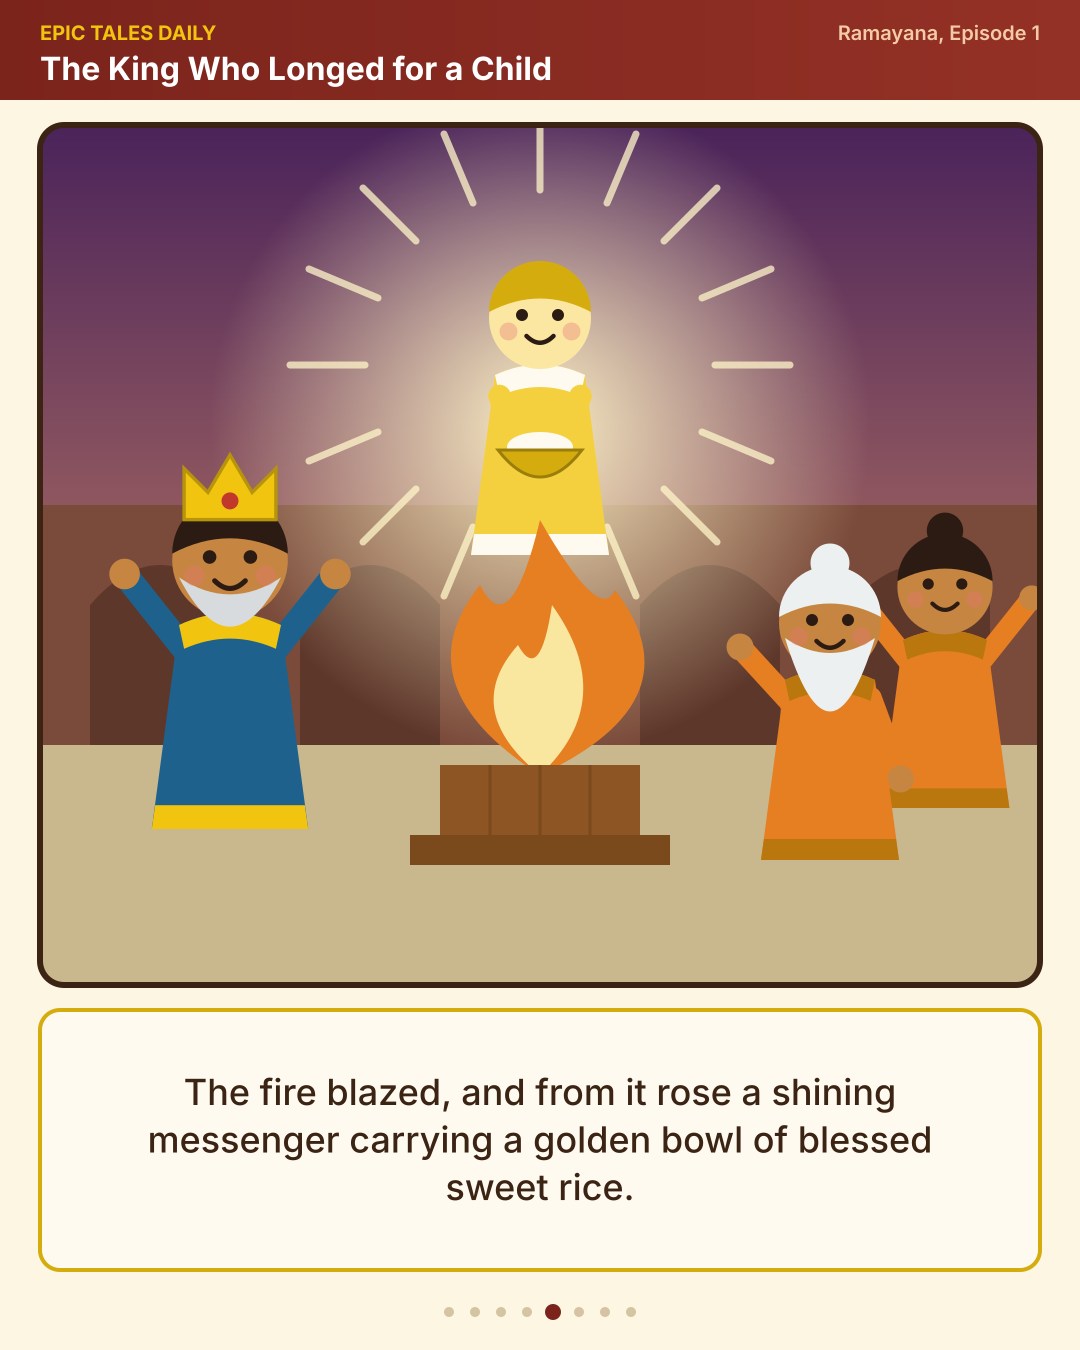 EPIC TALES DAILY
Ramayana, Episode 1
The King Who Longed for a Child
The fire blazed, and from it rose a shining
messenger carrying a golden bowl of blessed
sweet rice.